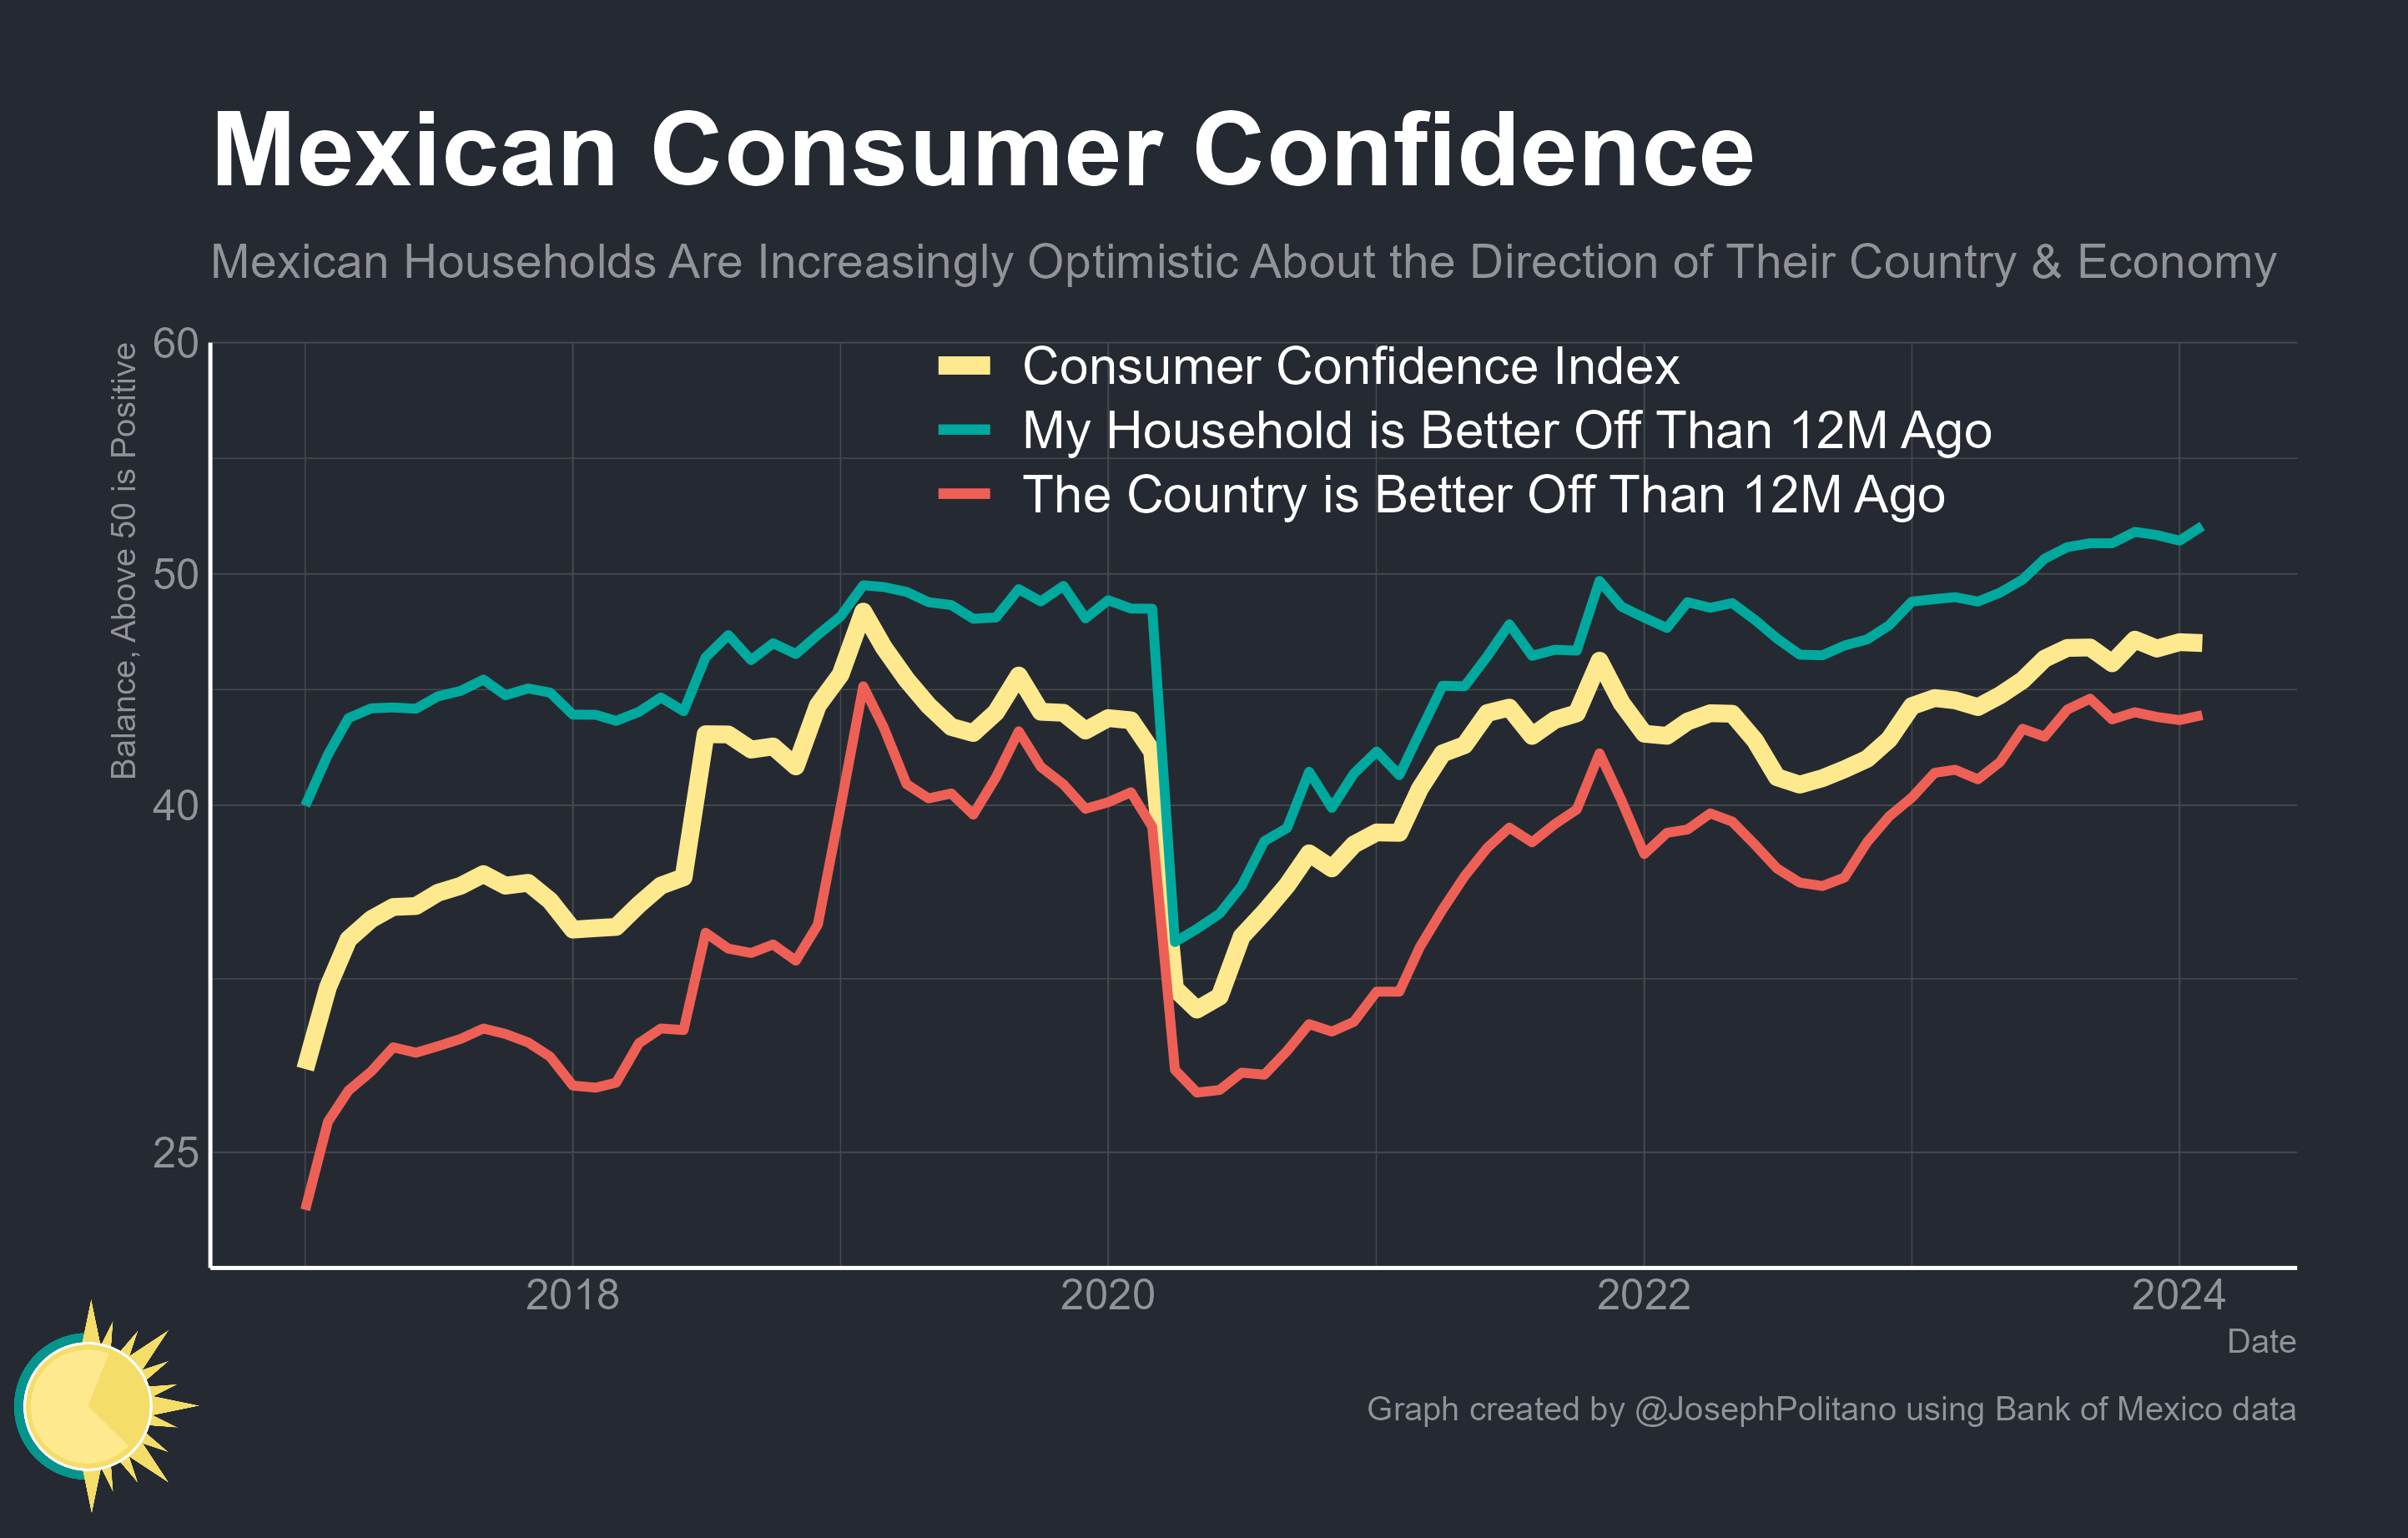 Mexican Consumer Confidence
Mexican Households Are Increasingly Optimistic About the Direction of Their Country & Economy
Balance, Above 50 is Positive
60
50
40
25
Consumer Confidence Index
My Household is Better Off Than 12M Ago
The Country is Better Off Than 12M Ago
2018
2020
2022
2024
Date
Graph created by @JosephPolitano using Bank of Mexico data